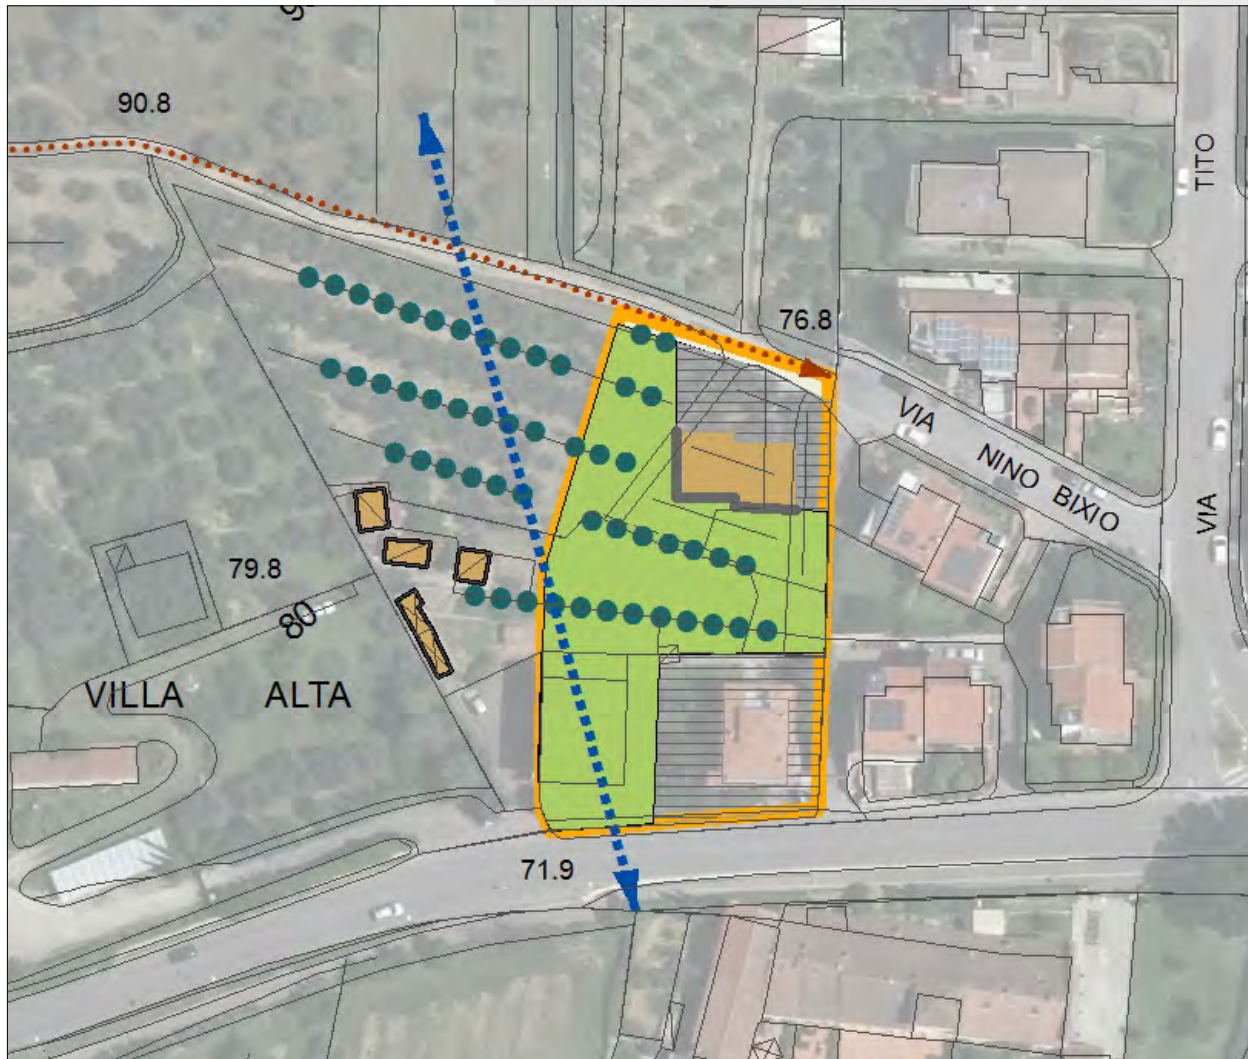 90.8
TITO
76.8
VIA
NINO BIXIO
VIA
79.8
80
VILLA ALTA
71.9